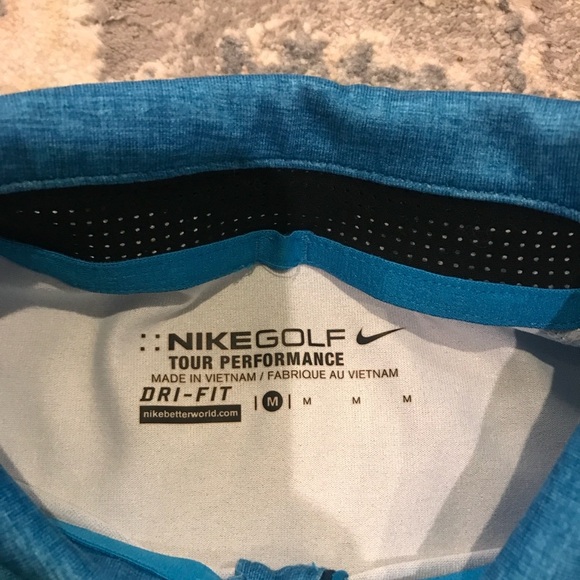 NIKEGOLF
TOUR PERFORMANCE
MADE IN VIETNAM / FABRIQUE AU VIETNAM
DRI-FIT
nikebetterworld.com
| M | M M M